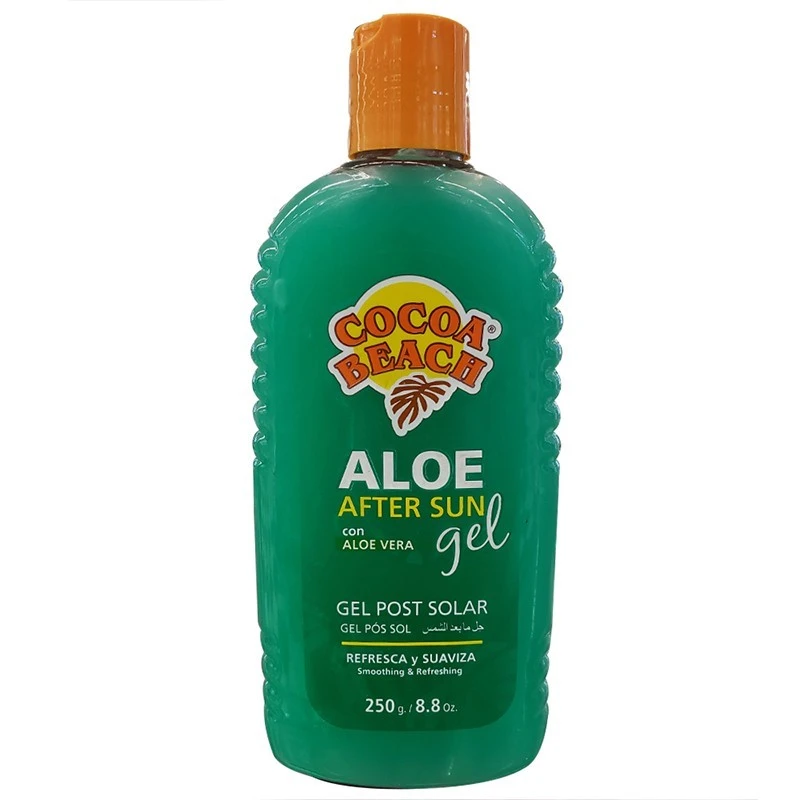 COCOA®
BEACH
ALOE
AFTER SUN
gel
con
ALOE VERA
GEL POST SOLAR
GEL PÓS SOL جل ما بعد الشمس
REFRESCA y SUAVIZA
Smoothing & Refreshing
250 g. / 8.8 Oz.